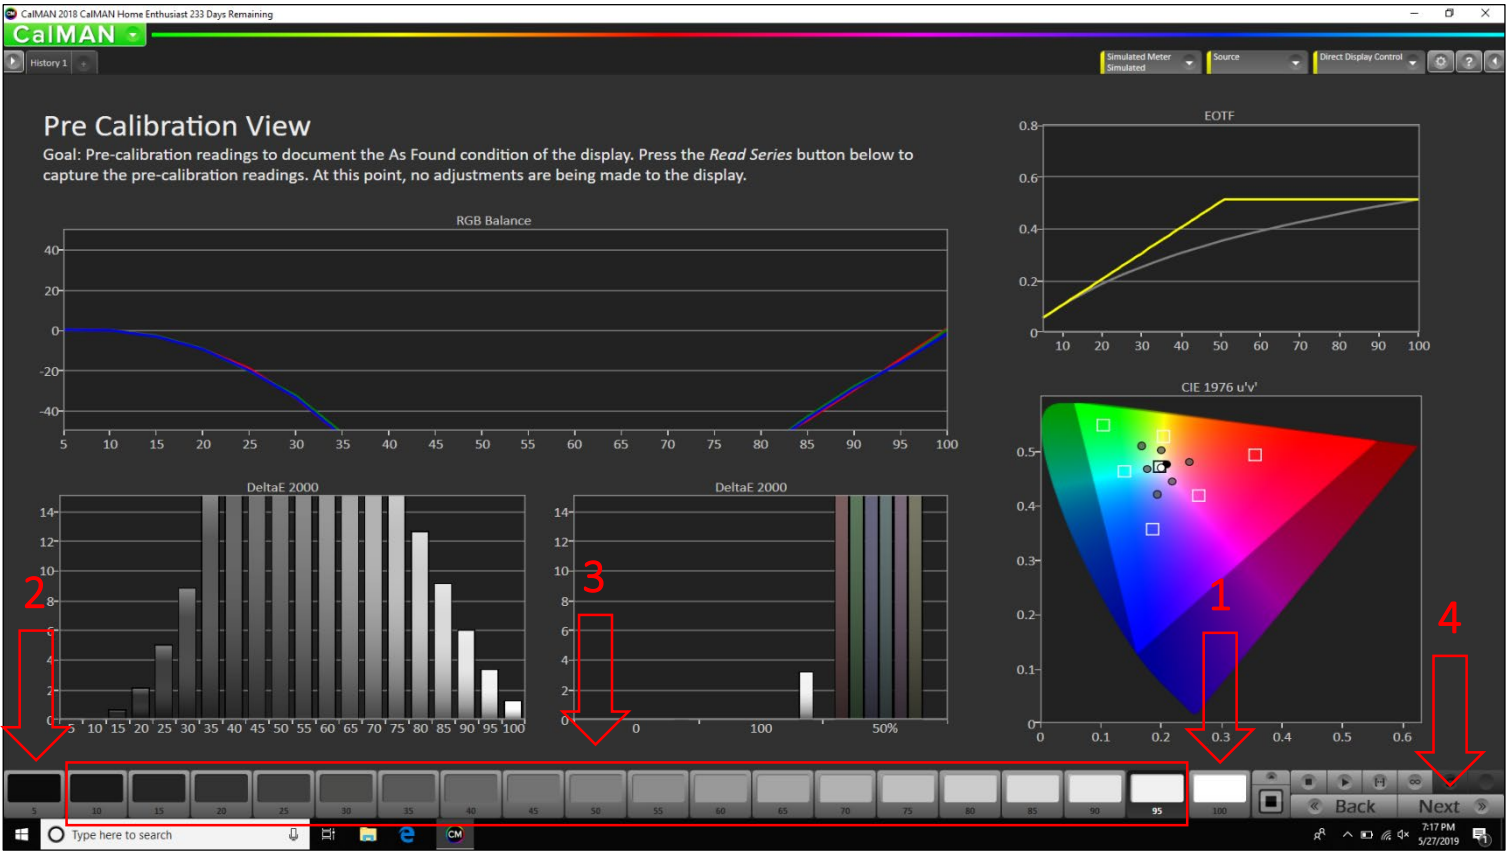 CalMAN 2018 CalMAN Home Enthusiast 233 Days Remaining
CalMAN
History 1
Simulated Meter
Simulated
Source
Direct Display Control
Pre Calibration View
Goal: Pre-calibration readings to document the As Found condition of the display. Press the Read Series button below to
capture the pre-calibration readings. At this point, no adjustments are being made to the display.
RGB Balance
40
20
0
-20
-40
5 10 15 20 25 30 35 40 45 50 55 60 65 70 75 80 85 90 95 100
EOTF
0.8
0.6
0.4
0.2
0
10 20 30 40 50 60 70 80 90 100
DeltaE 2000
14
12
10
8
6
4
2
0
5 10 15 20 25 30 35 40 45 50 55 60 65 70 75 80 85 90 95 100
DeltaE 2000
14
12
10
8
6
4
2
0
0 100 50%
CIE 1976 u'v'
0.5
0.4
0.3
0.2
0.1
0
0 0.1 0.2 0.3 0.4 0.5 0.6
2
3
1
4
5 10 15 20 25 30 35 40 45 50 55 60 65 70 75 80 85 90 95 100
Back Next
Type here to search
CM
7:17 PM
5/27/2019
1